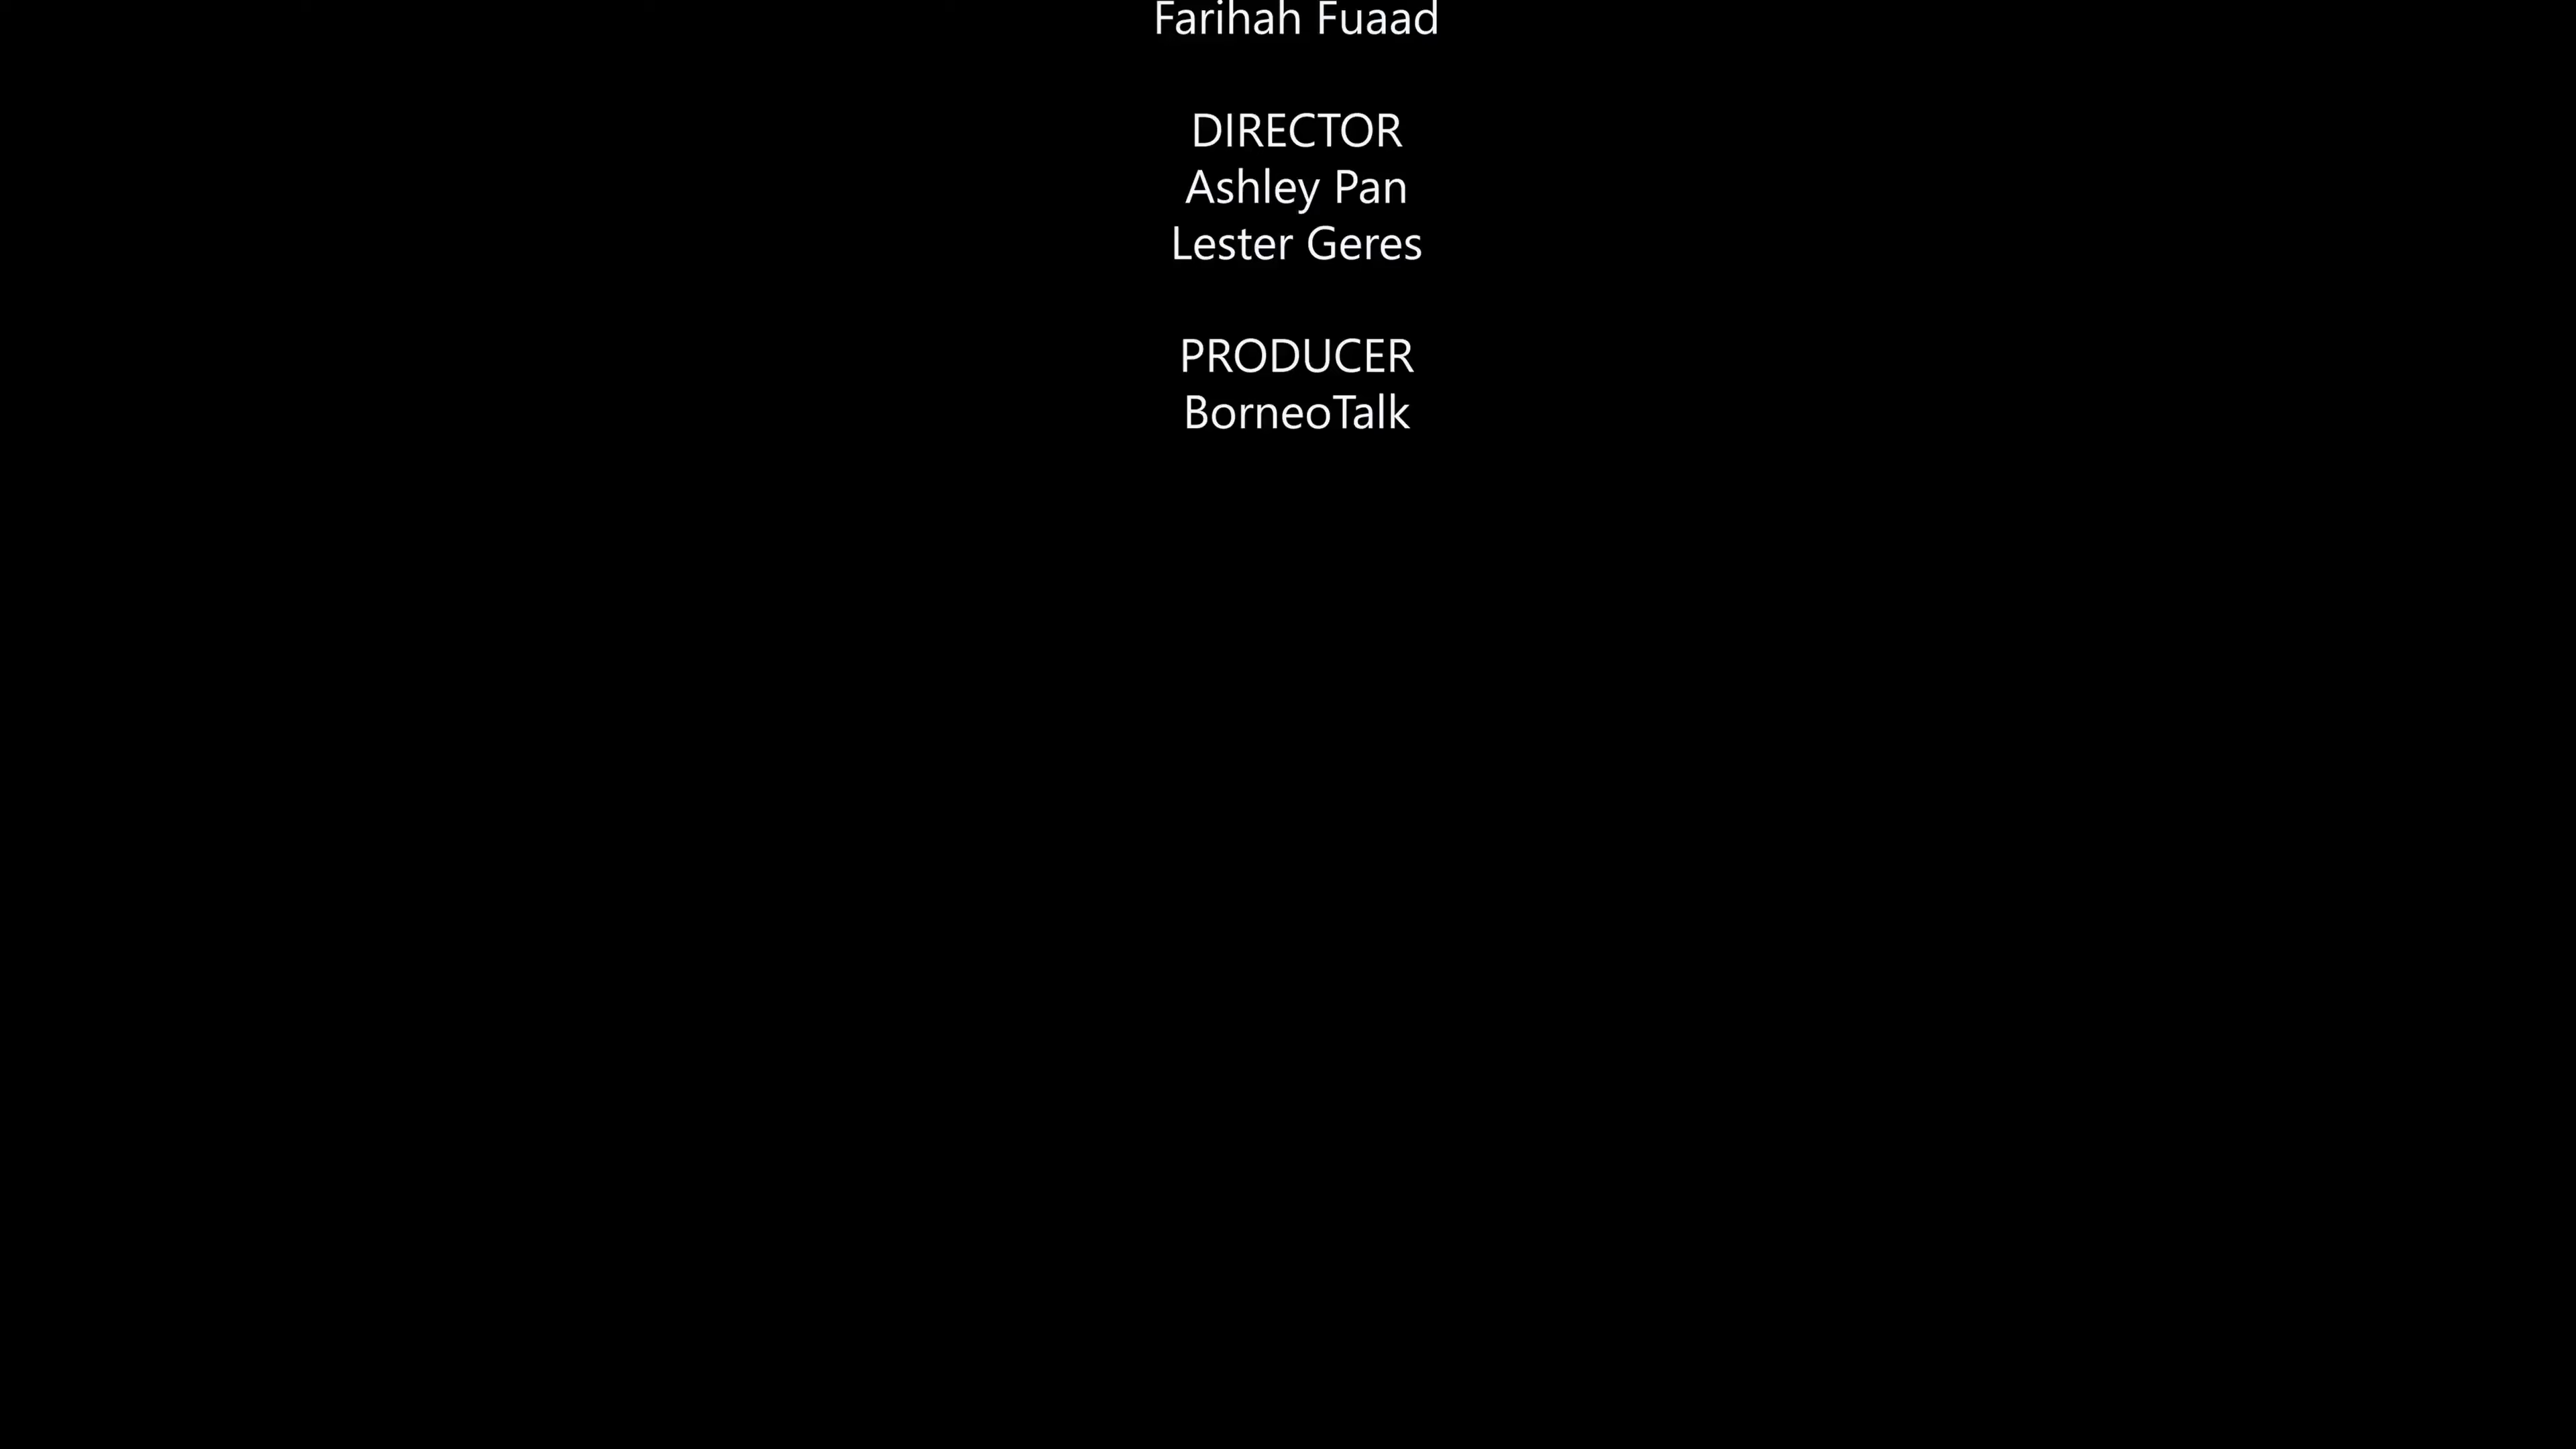 Farihah Fuaad
DIRECTOR
Ashley Pan
Lester Geres
PRODUCER
BorneoTalk